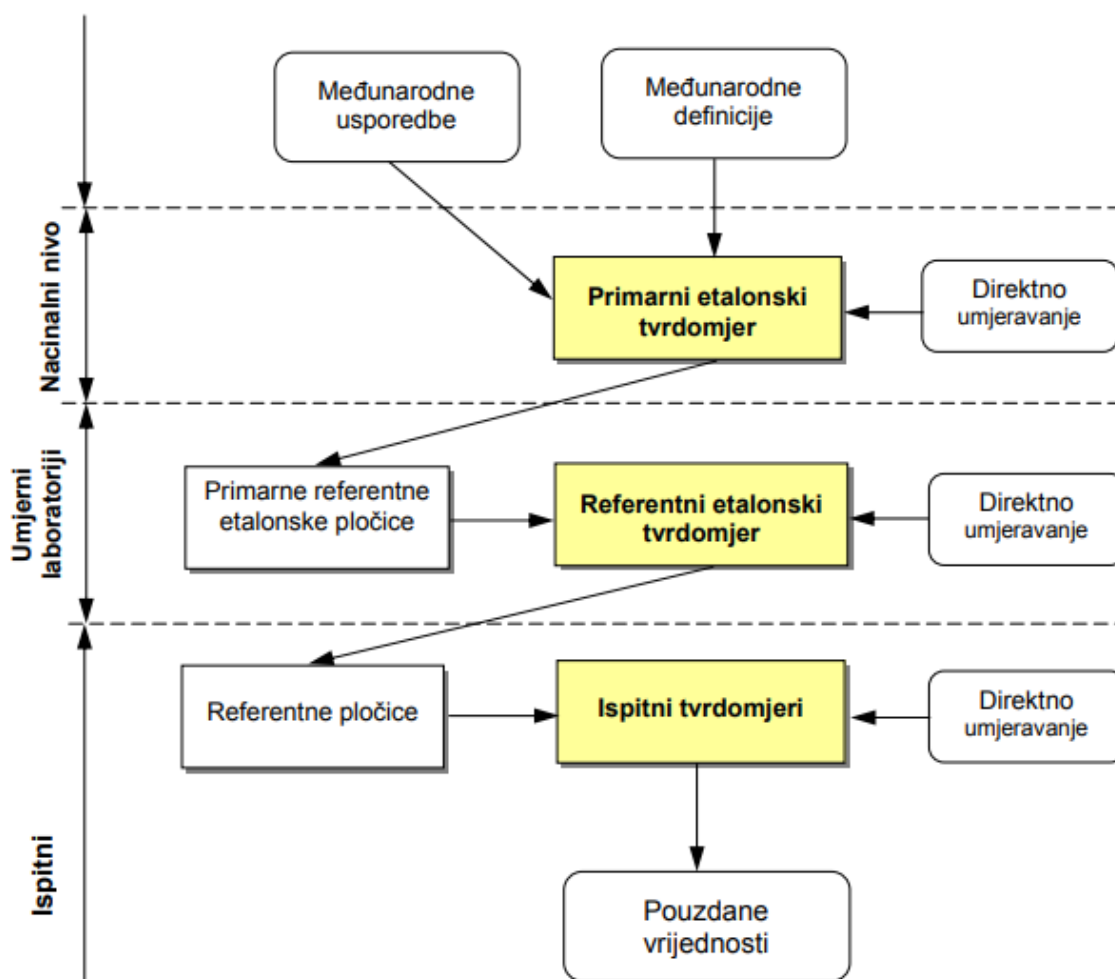 Međunarodne
usporedbe
Međunarodne
definicije
Nacinalni nivo
Primarni etalonski
tvrdomjer
Direktno
umjeravanje
Umjerni
laboratoriji
Primarne referentne
etalonske pločice
Referentni etalonski
tvrdomjer
Direktno
umjeravanje
Ispitni
Referentne pločice
Ispitni tvrdomjeri
Direktno
umjeravanje
Pouzdane
vrijednosti